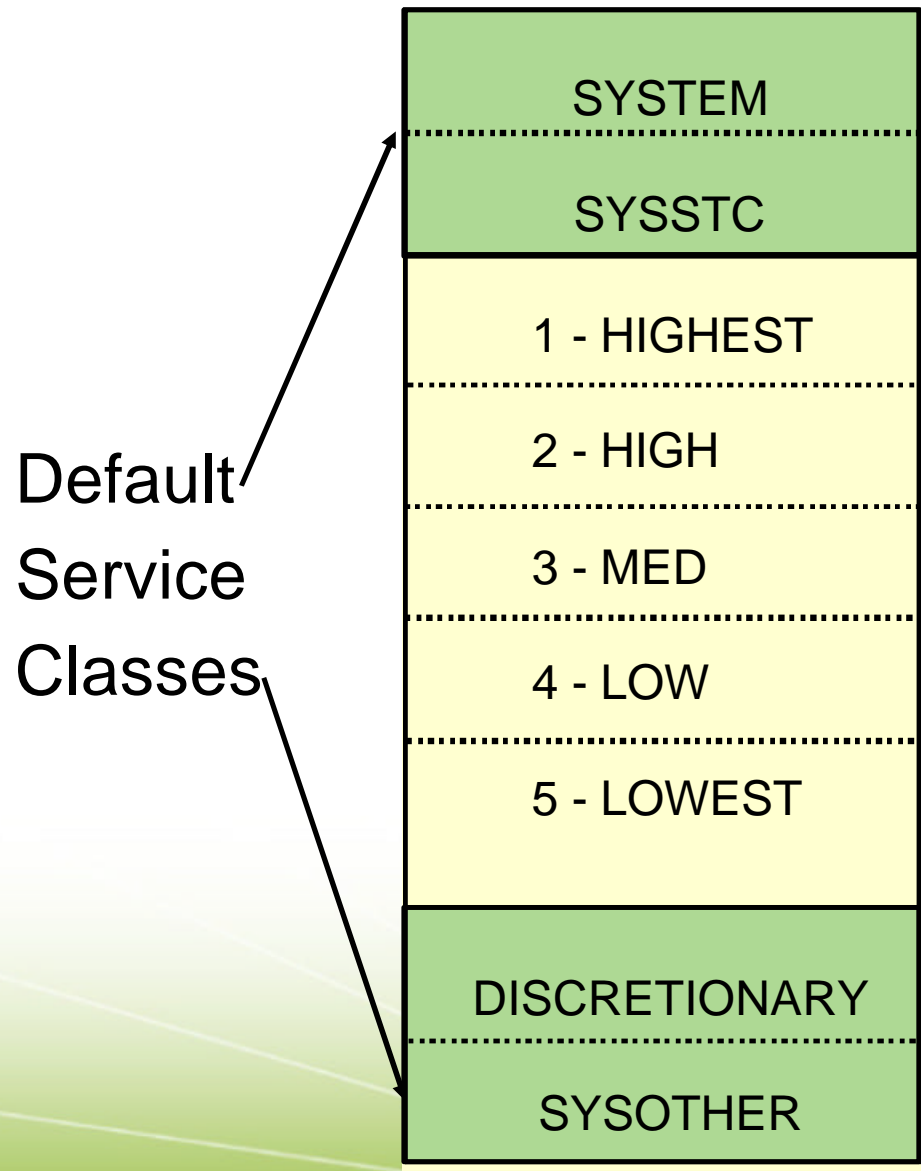 SYSTEM
SYSSTC
1 - HIGHEST
2 - HIGH
3 - MED
4 - LOW
5 - LOWEST
DISCRETIONARY
SYSOTHER
Default
Service
Classes